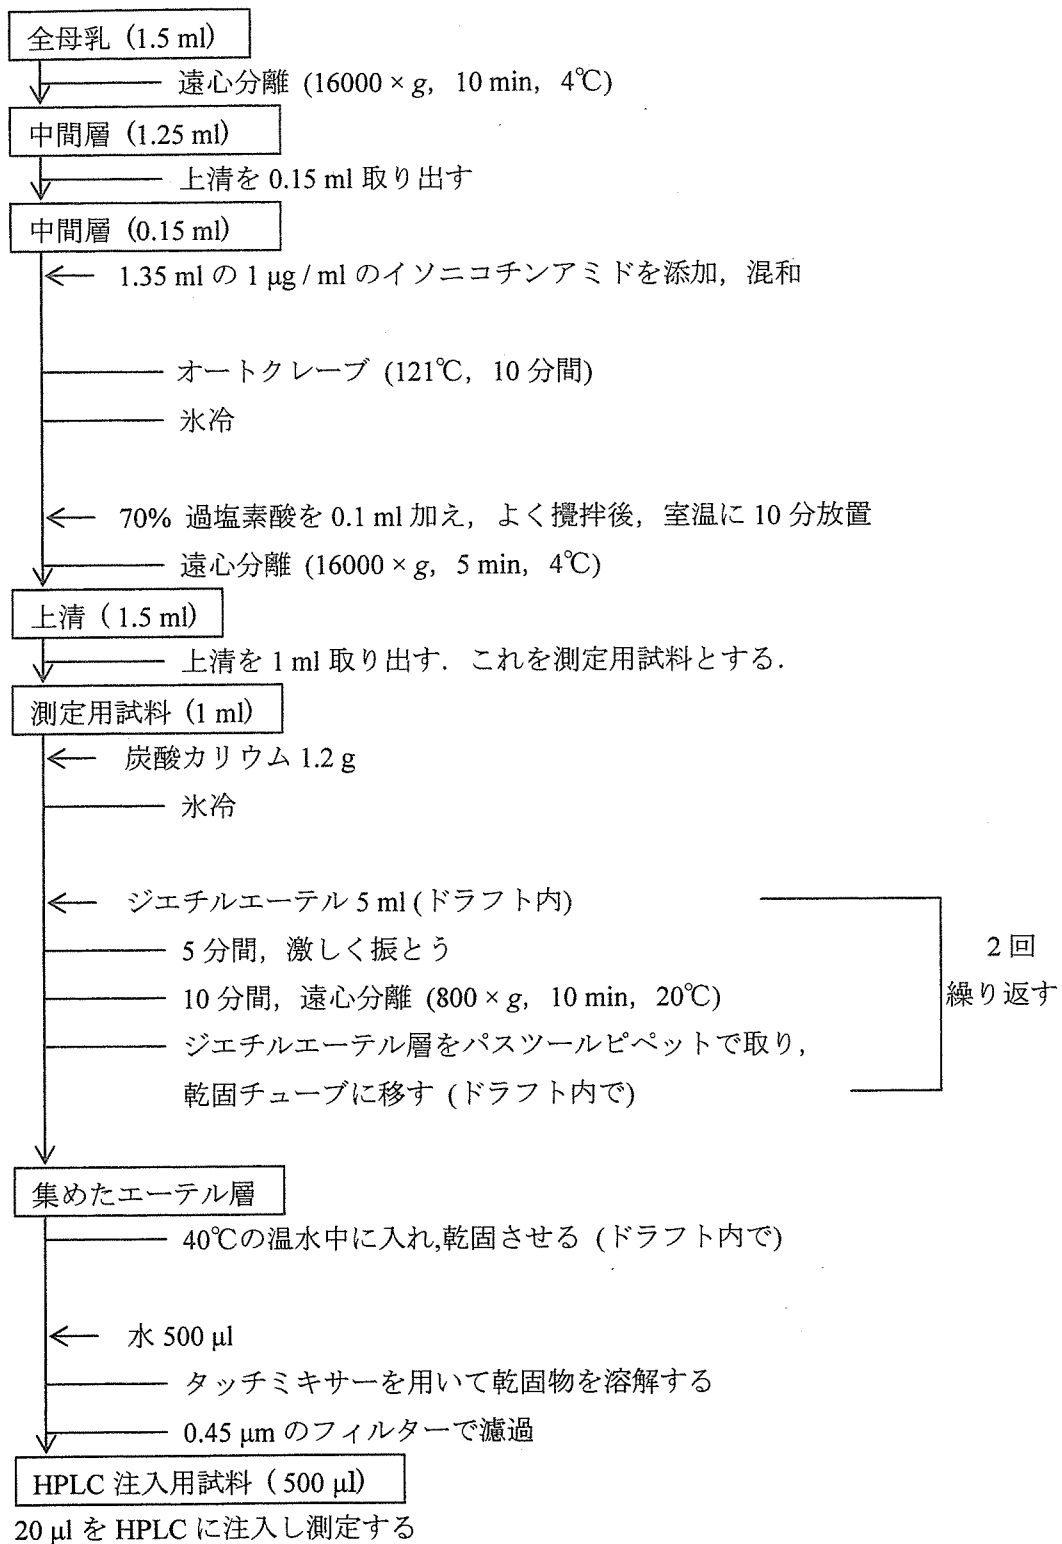 全母乳 (1.5 ml)
遠心分離 (16000 × g, 10 min, 4℃)
中間層 (1.25 ml)
上清を 0.15 ml 取り出す
中間層 (0.15 ml)
1.35 ml の 1 μg / ml のイソニコチンアミドを添加，混和
オートクレーブ (121℃, 10 分間)
氷冷
70% 過塩素酸を 0.1 ml 加え，よく攪拌後，室温に 10 分放置
遠心分離 (16000 × g, 5 min, 4℃)
上清 ( 1.5 ml)
上清を 1 ml 取り出す．これを測定用試料とする．
測定用試料 (1 ml)
炭酸カリウム 1.2 g
氷冷
ジエチルエーテル 5 ml (ドラフト内)
5 分間，激しく振とう
10 分間，遠心分離 (800 × g, 10 min, 20℃)
ジエチルエーテル層をパスツールピペットで取り，
乾固チューブに移す (ドラフト内で)
2 回
繰り返す
集めたエーテル層
40℃の温水中に入れ,乾固させる (ドラフト内で)
水 500 μl
タッチミキサーを用いて乾固物を溶解する
0.45 μm のフィルターで濾過
HPLC 注入用試料 ( 500 μl)
20 μl を HPLC に注入し測定する